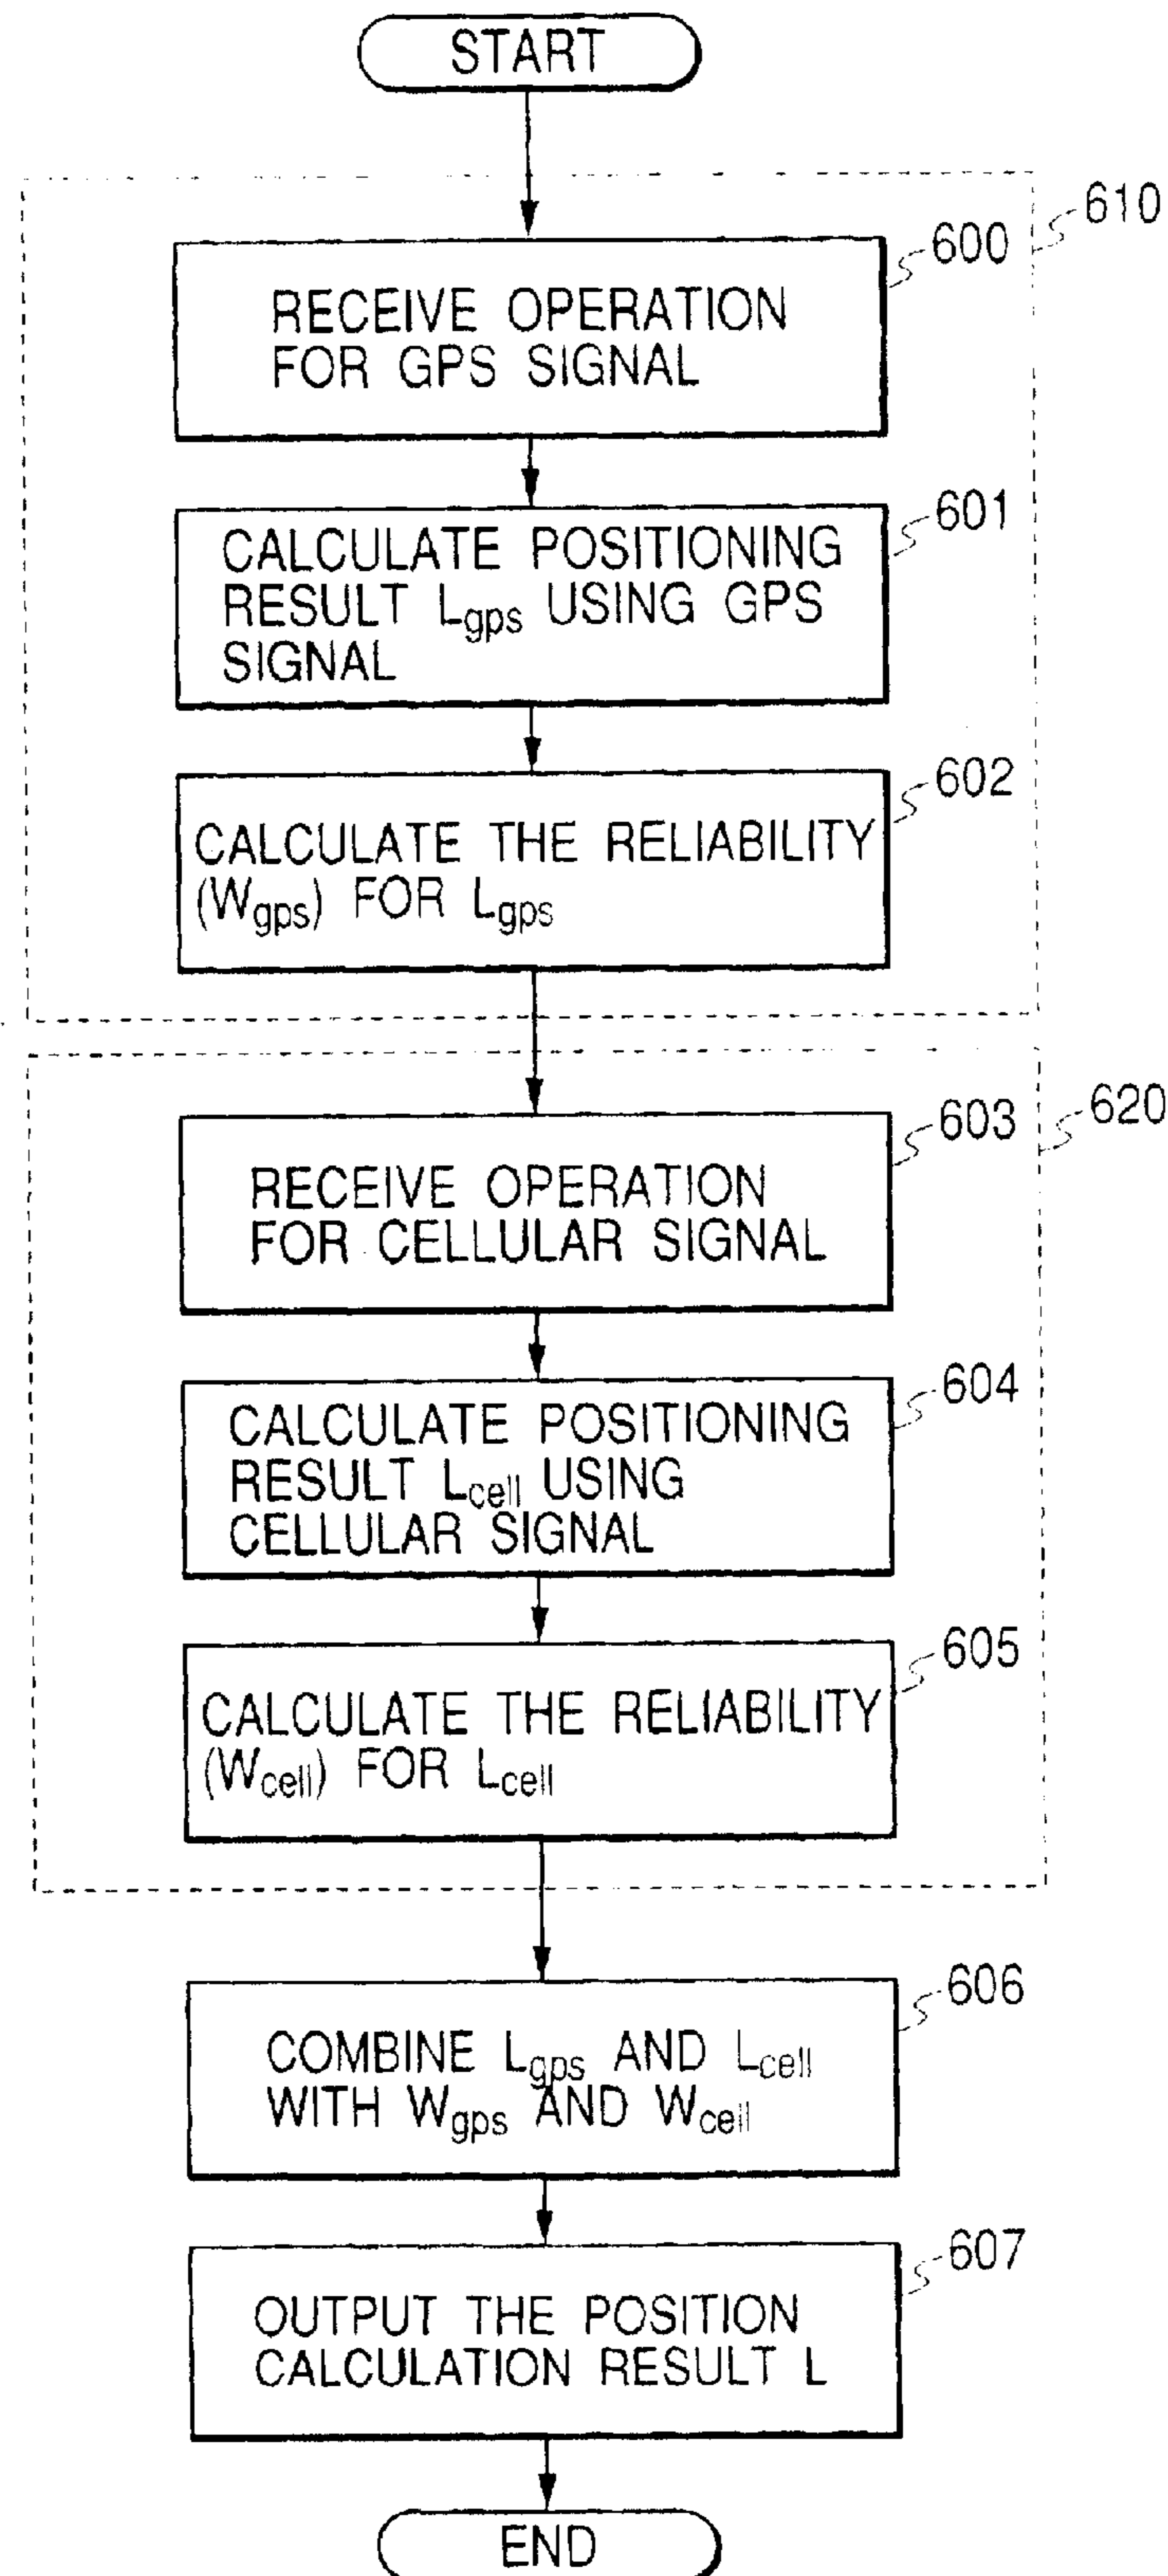 START
610
600
RECEIVE OPERATION
FOR GPS SIGNAL
601
CALCULATE POSITIONING
RESULT Lgps USING GPS
SIGNAL
602
CALCULATE THE RELIABILITY
(Wgps) FOR Lgps
620
603
RECEIVE OPERATION
FOR CELLULAR SIGNAL
604
CALCULATE POSITIONING
RESULT Lcell USING
CELLULAR SIGNAL
605
CALCULATE THE RELIABILITY
(Wcell) FOR Lcell
606
COMBINE Lgps AND Lcell
WITH Wgps AND Wcell
607
OUTPUT THE POSITION
CALCULATION RESULT L
END